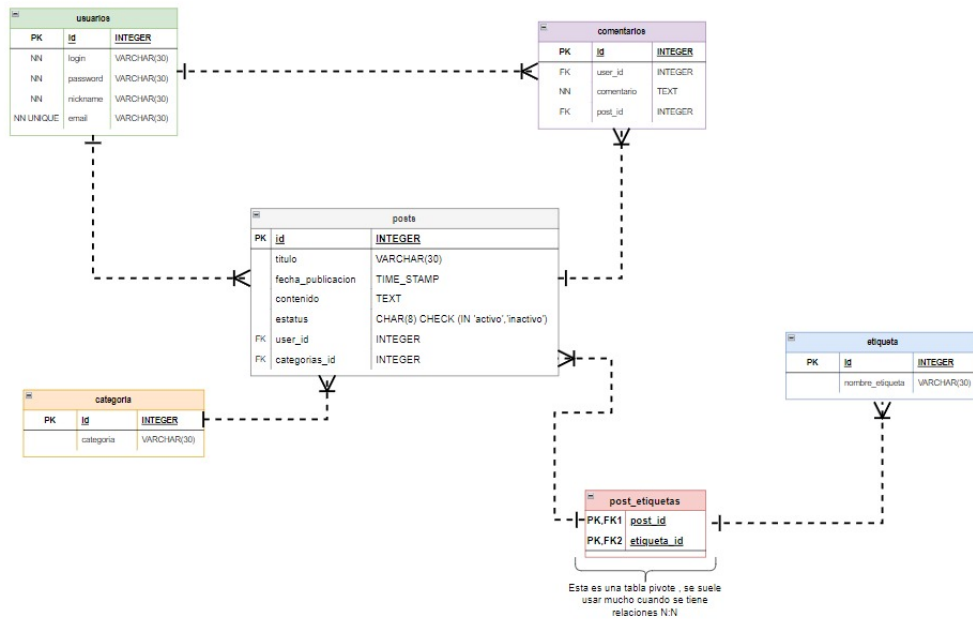 usuarios
PK id INTEGER
NN login VARCHAR(30)
NN password VARCHAR(30)
NN nickname VARCHAR(30)
NN UNIQUE email VARCHAR(30)
comentarios
PK id INTEGER
FK user_id INTEGER
NN comentario TEXT
FK post_id INTEGER
posts
PK id INTEGER
titulo VARCHAR(30)
fecha_publicacion TIME_STAMP
contenido TEXT
estatus CHAR(8) CHECK (IN 'activo','inactivo')
FK user_id INTEGER
FK categorias_id INTEGER
etiqueta
PK id INTEGER
nombre_etiqueta VARCHAR(30)
categoria
PK id INTEGER
categoria VARCHAR(30)
post_etiquetas
PK,FK1 post_id
PK,FK2 etiqueta_id
Esta es una tabla pivote , se suele
usar mucho cuando se tiene
relaciones N:N